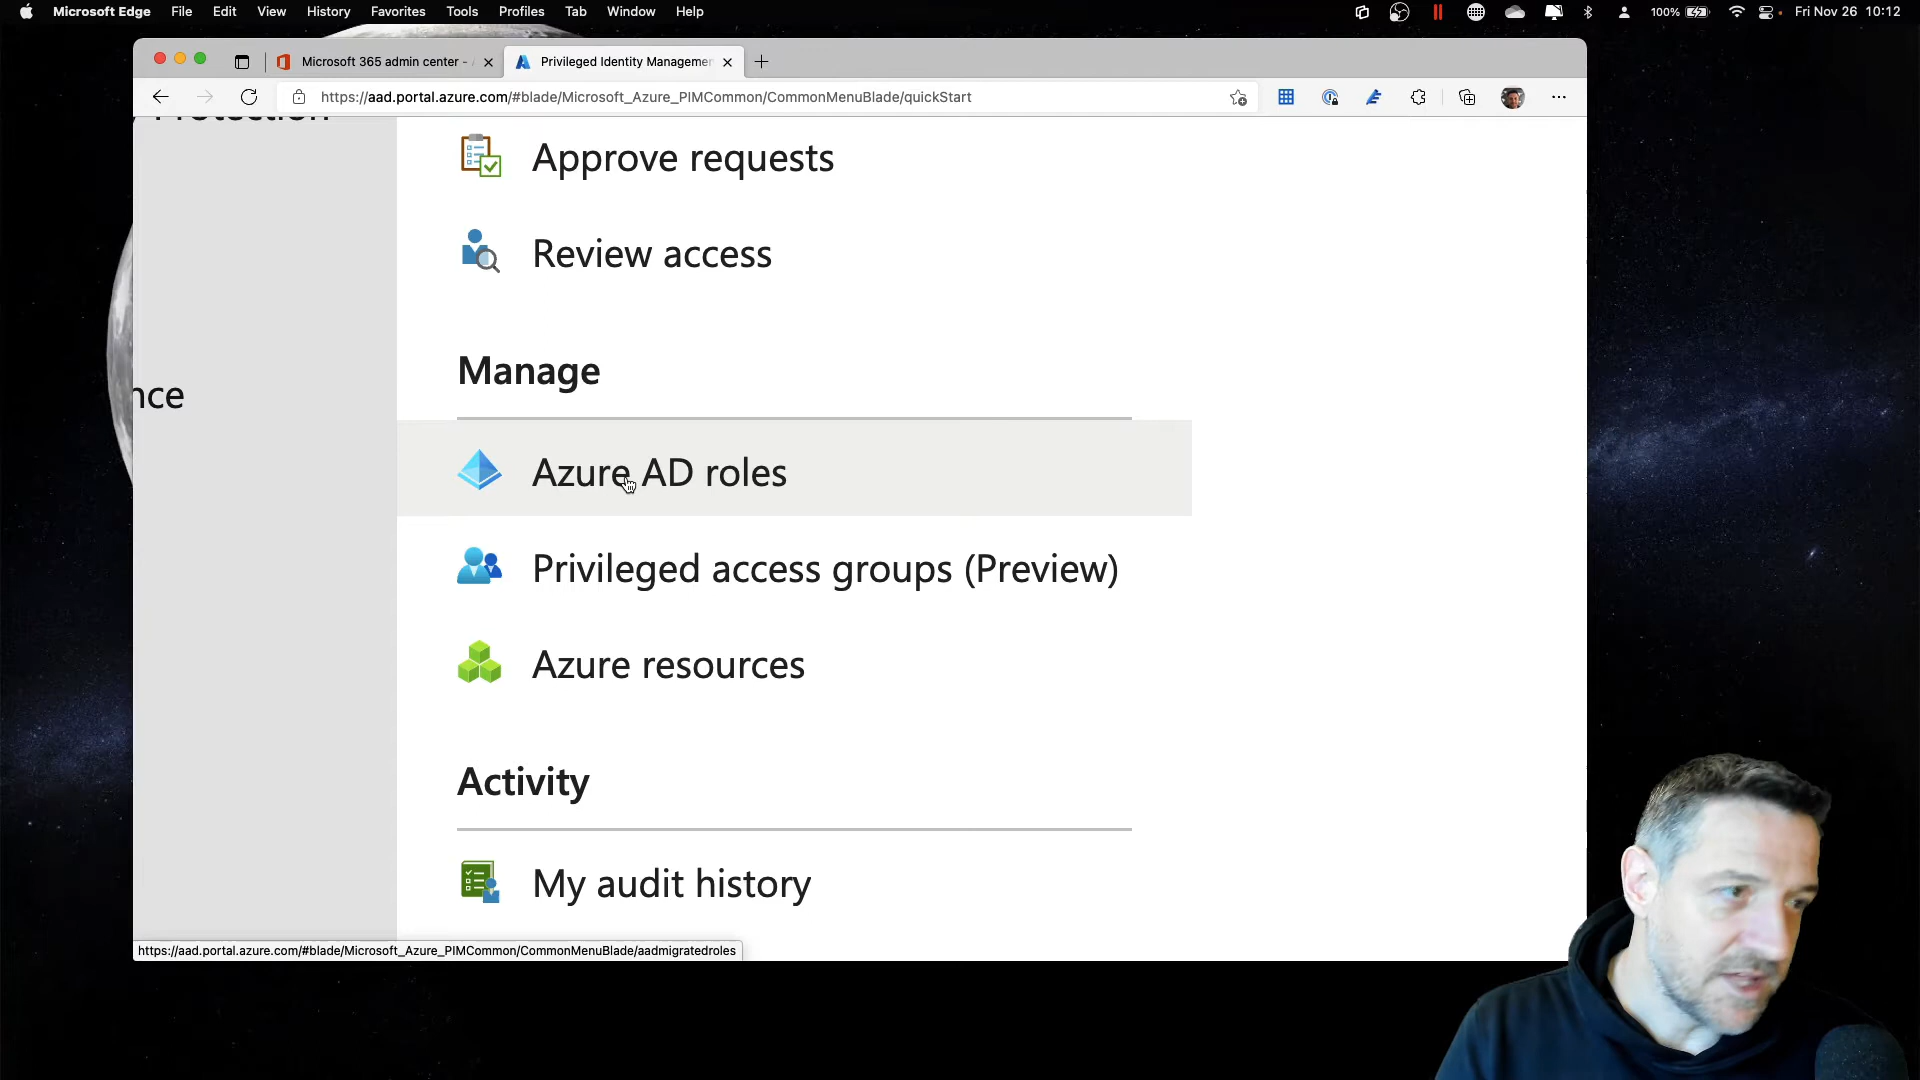 Microsoft Edge File Edit View History Favorites Tools Profiles Tab Window Help
100% Fri Nov 26 10:12
Microsoft 365 admin center -
Privileged Identity Managemen
https://aad.portal.azure.com/#blade/Microsoft_Azure_PIMCommon/CommonMenuBlade/quickStart
Protection
nce
Approve requests
Review access
Manage
Azure AD roles
Privileged access groups (Preview)
Azure resources
Activity
My audit history
https://aad.portal.azure.com/#blade/Microsoft_Azure_PIMCommon/CommonMenuBlade/aadmigratedroles